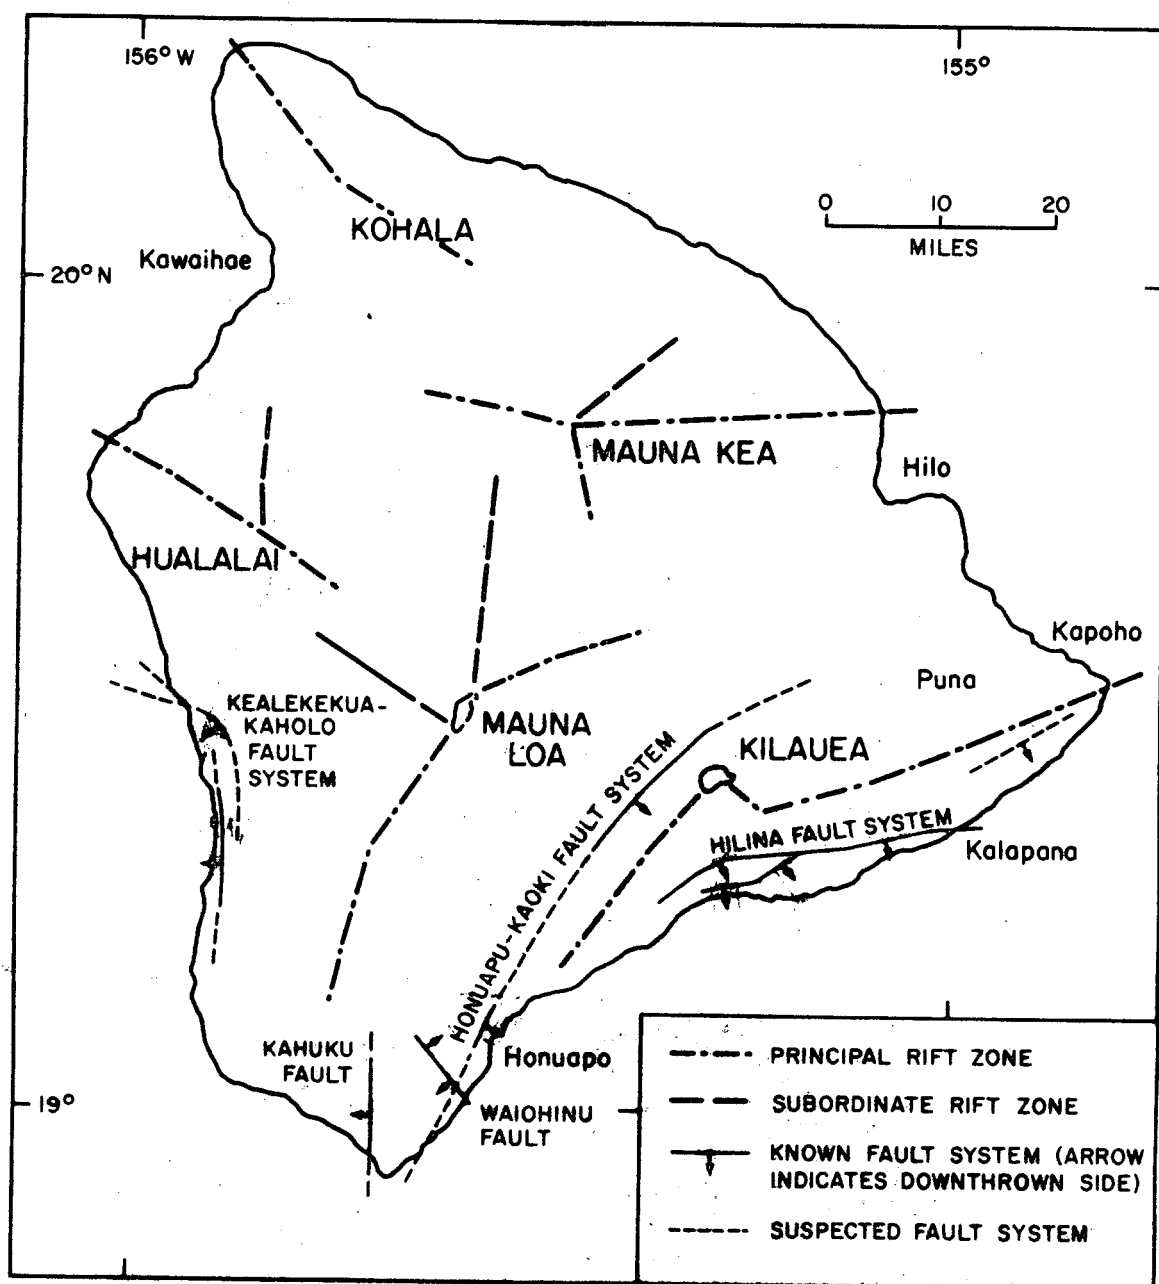 156° W
155°
0 10 20
MILES
KOHALA
Kawaihae
20° N
MAUNA KEA
Hilo
HUALALAI
Kapoho
Puna
KEALEKEKUA-
KAHOLO
FAULT
SYSTEM
MAUNA
LOA
KILAUEA
HONUAPU-KAOKI FAULT SYSTEM
HILINA FAULT SYSTEM
Kalapana
KAHUKU
FAULT
Honuapo
19°
WAIOHINU
FAULT
PRINCIPAL RIFT ZONE
SUBORDINATE RIFT ZONE
KNOWN FAULT SYSTEM (ARROW
INDICATES DOWNTHROWN SIDE)
SUSPECTED FAULT SYSTEM